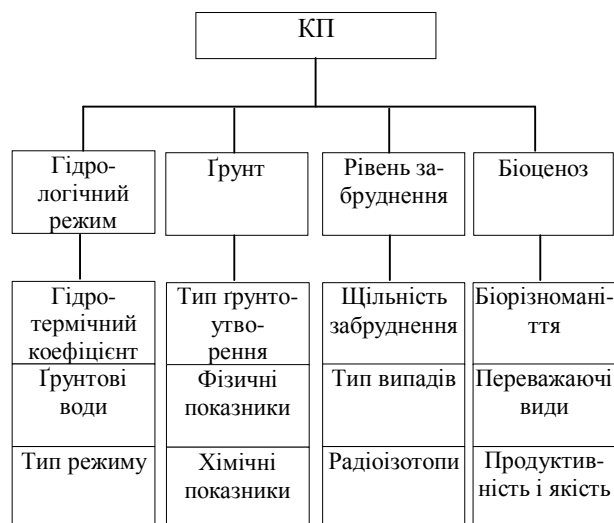 КП
Гідро-
логічний
режим
Ґрунт
Рівень за-
бруднення
Біоценоз
Гідро-
термічний
коефіцієнт
Ґрунтові
води
Тип режиму
Тип ґрунто-
утво-
рення
Фізичні
показники
Хімічні
показники
Щільність
забруднення
Тип випадів
Радіоізотопи
Біорізномані-
ття
Переважаючі
види
Продуктив-
ність і якість